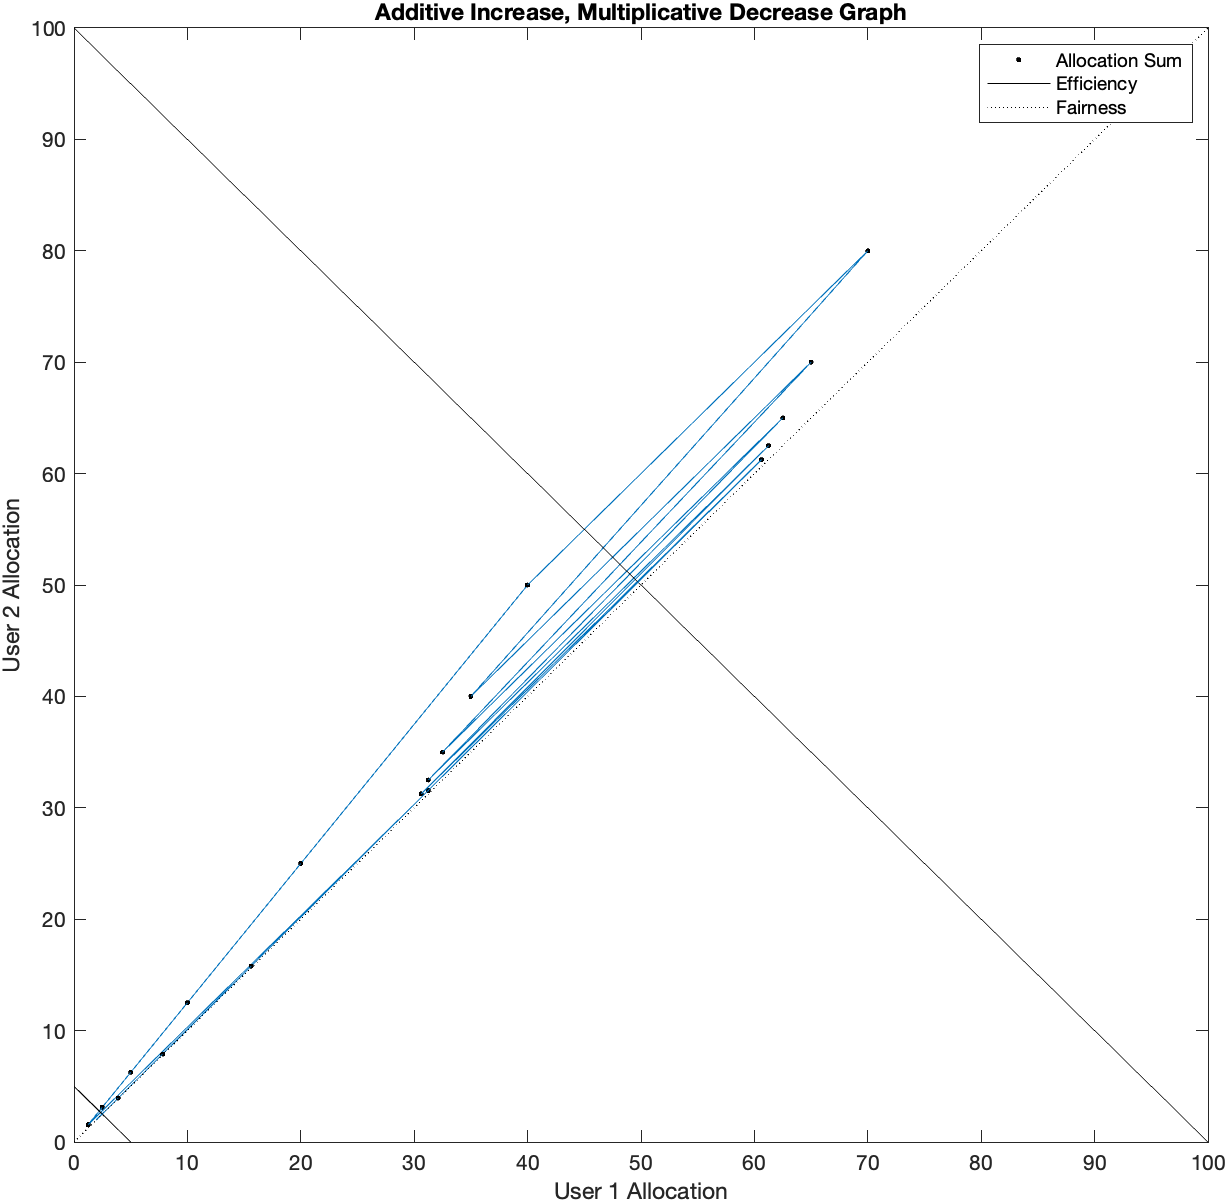 Additive Increase, Multiplicative Decrease Graph
Allocation Sum
Efficiency
Fairness
100
90
80
70
60
50
40
30
20
10
0
User 2 Allocation
0 10 20 30 40 50 60 70 80 90 100
User 1 Allocation